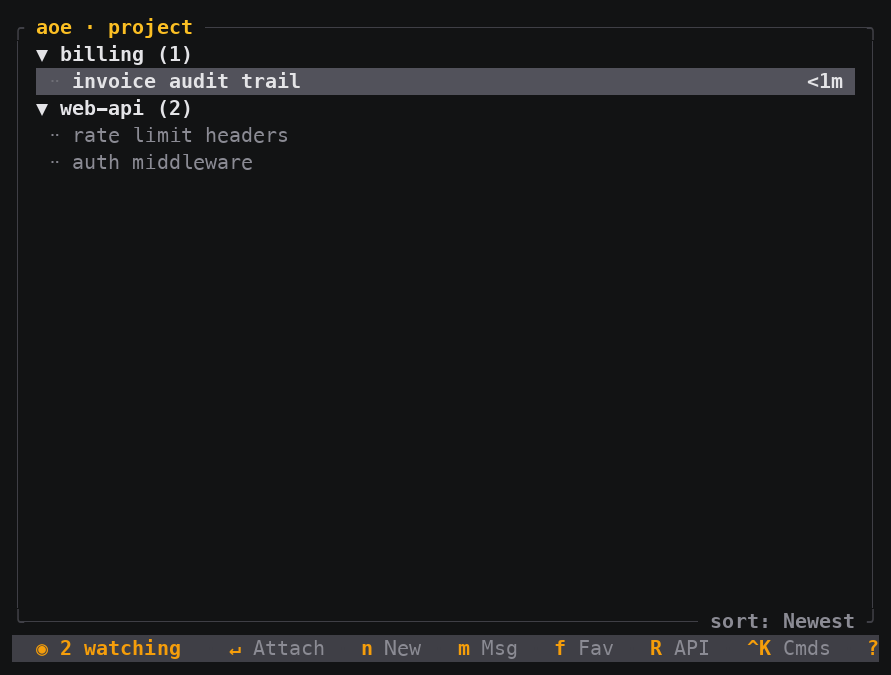 aoe · project
▼ billing (1)
·· invoice audit trail <1m
▼ web-api (2)
·· rate limit headers
·· auth middleware
sort: Newest
◉ 2 watching ↵ Attach n New m Msg f Fav R API ^K Cmds ?